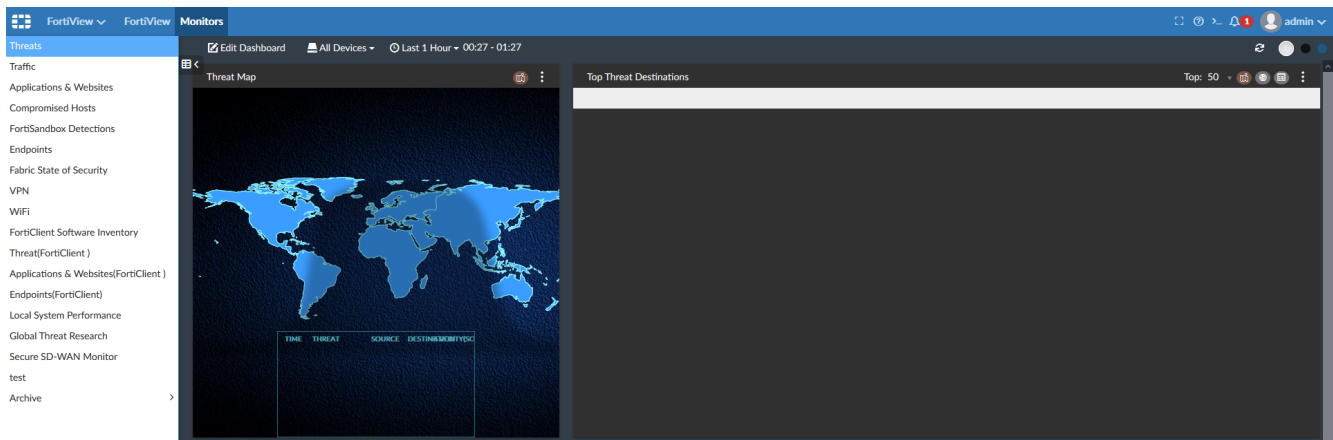 FortiView FortiView Monitors >_ 1 admin
Threats
Traffic
Applications & Websites
Compromised Hosts
FortiSandbox Detections
Endpoints
Fabric State of Security
VPN
WiFi
FortiClient Software Inventory
Threat(FortiClient )
Applications & Websites(FortiClient )
Endpoints(FortiClient)
Local System Performance
Global Threat Research
Secure SD-WAN Monitor
test
Archive
Edit Dashboard All Devices Last 1 Hour 00:27 - 01:27
Threat Map
TIME THREAT SOURCE
Top Threat Destinations Top: 50